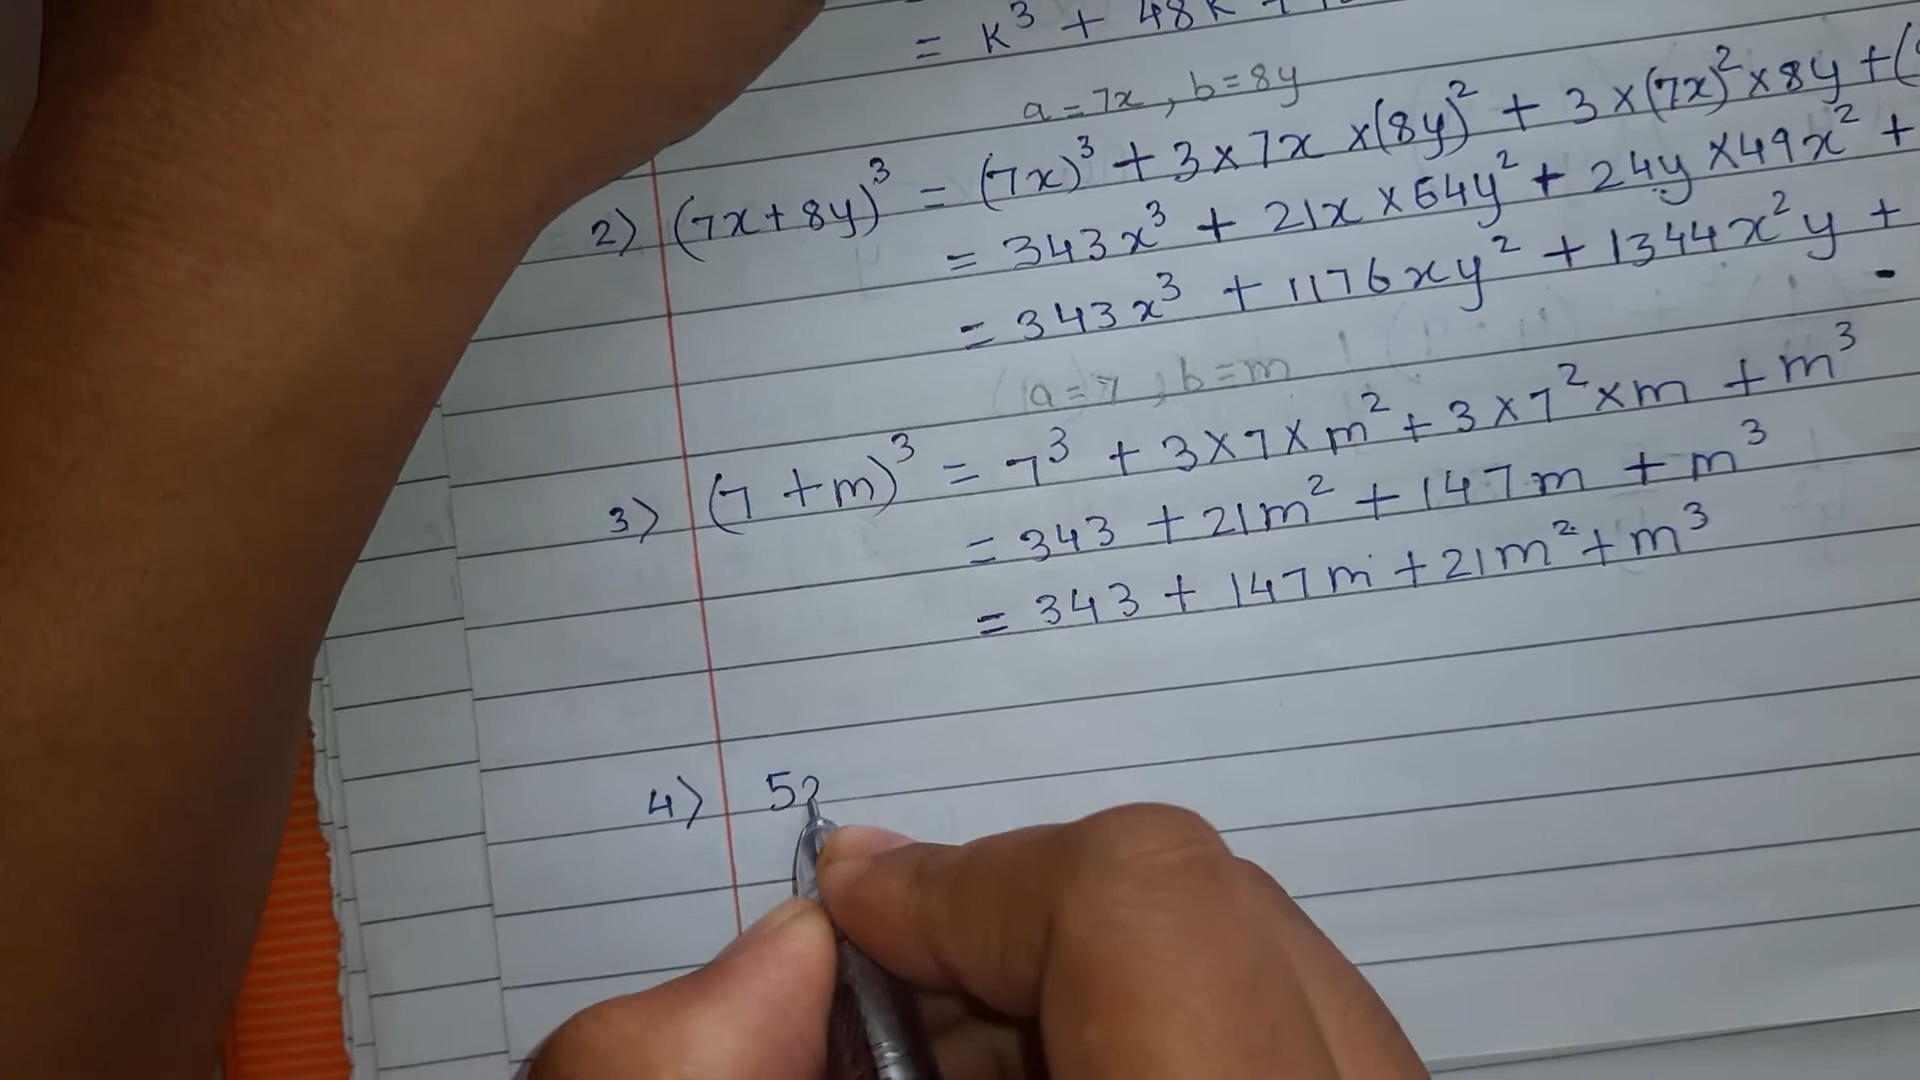 = k³ + 48k +
a = 7x, b = 8y
2) (7x + 8y)³ = (7x)³ + 3 × 7x × (8y)² + 3 × (7x)² × 8y + (
= 343x³ + 21x × 64y² + 24y × 49x² +
= 343x³ + 1176xy² + 1344x²y +
a = 7, b = m
3) (7 + m)³ = 7³ + 3 × 7 × m² + 3 × 7² × m + m³
= 343 + 21m² + 147m + m³
= 343 + 147m + 21m² + m³
4) 52